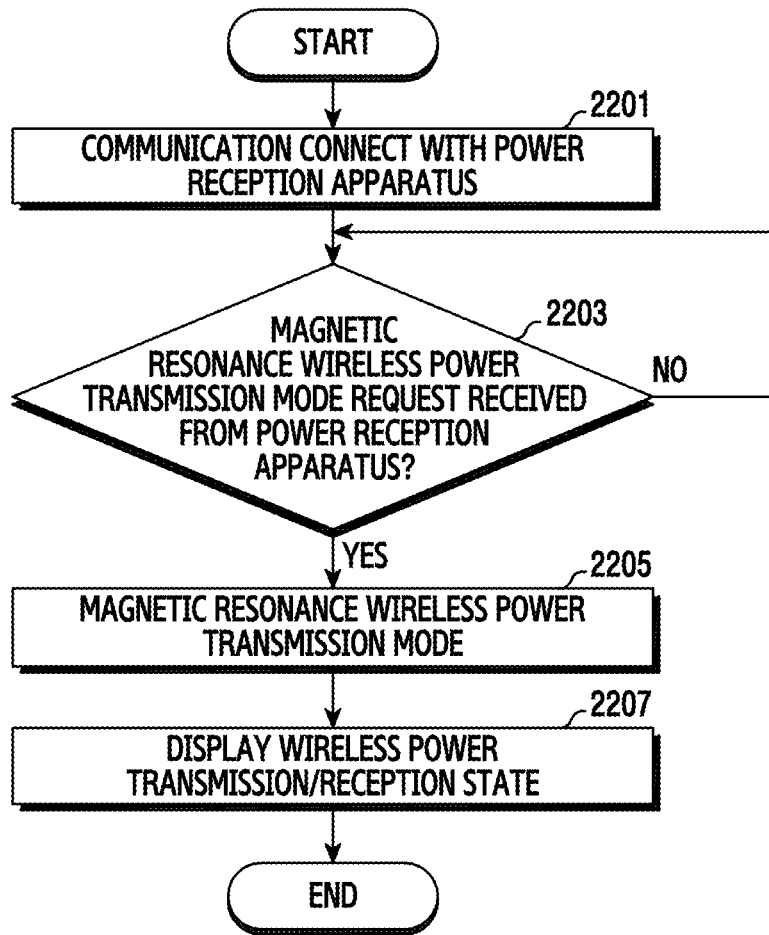 START
2201
COMMUNICATION CONNECT WITH POWER
RECEPTION APPARATUS
2203
MAGNETIC
RESONANCE WIRELESS POWER
TRANSMISSION MODE REQUEST RECEIVED
FROM POWER RECEPTION
APPARATUS?
NO
YES
2205
MAGNETIC RESONANCE WIRELESS POWER
TRANSMISSION MODE
2207
DISPLAY WIRELESS POWER
TRANSMISSION/RECEPTION STATE
END